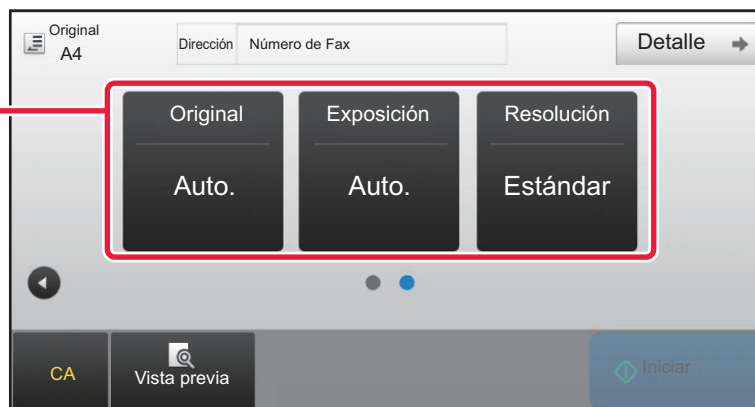 Original
A4
Dirección Número de Fax
Detalle
Original Exposición Resolución
Auto. Auto. Estándar
CA Vista previa Iniciar